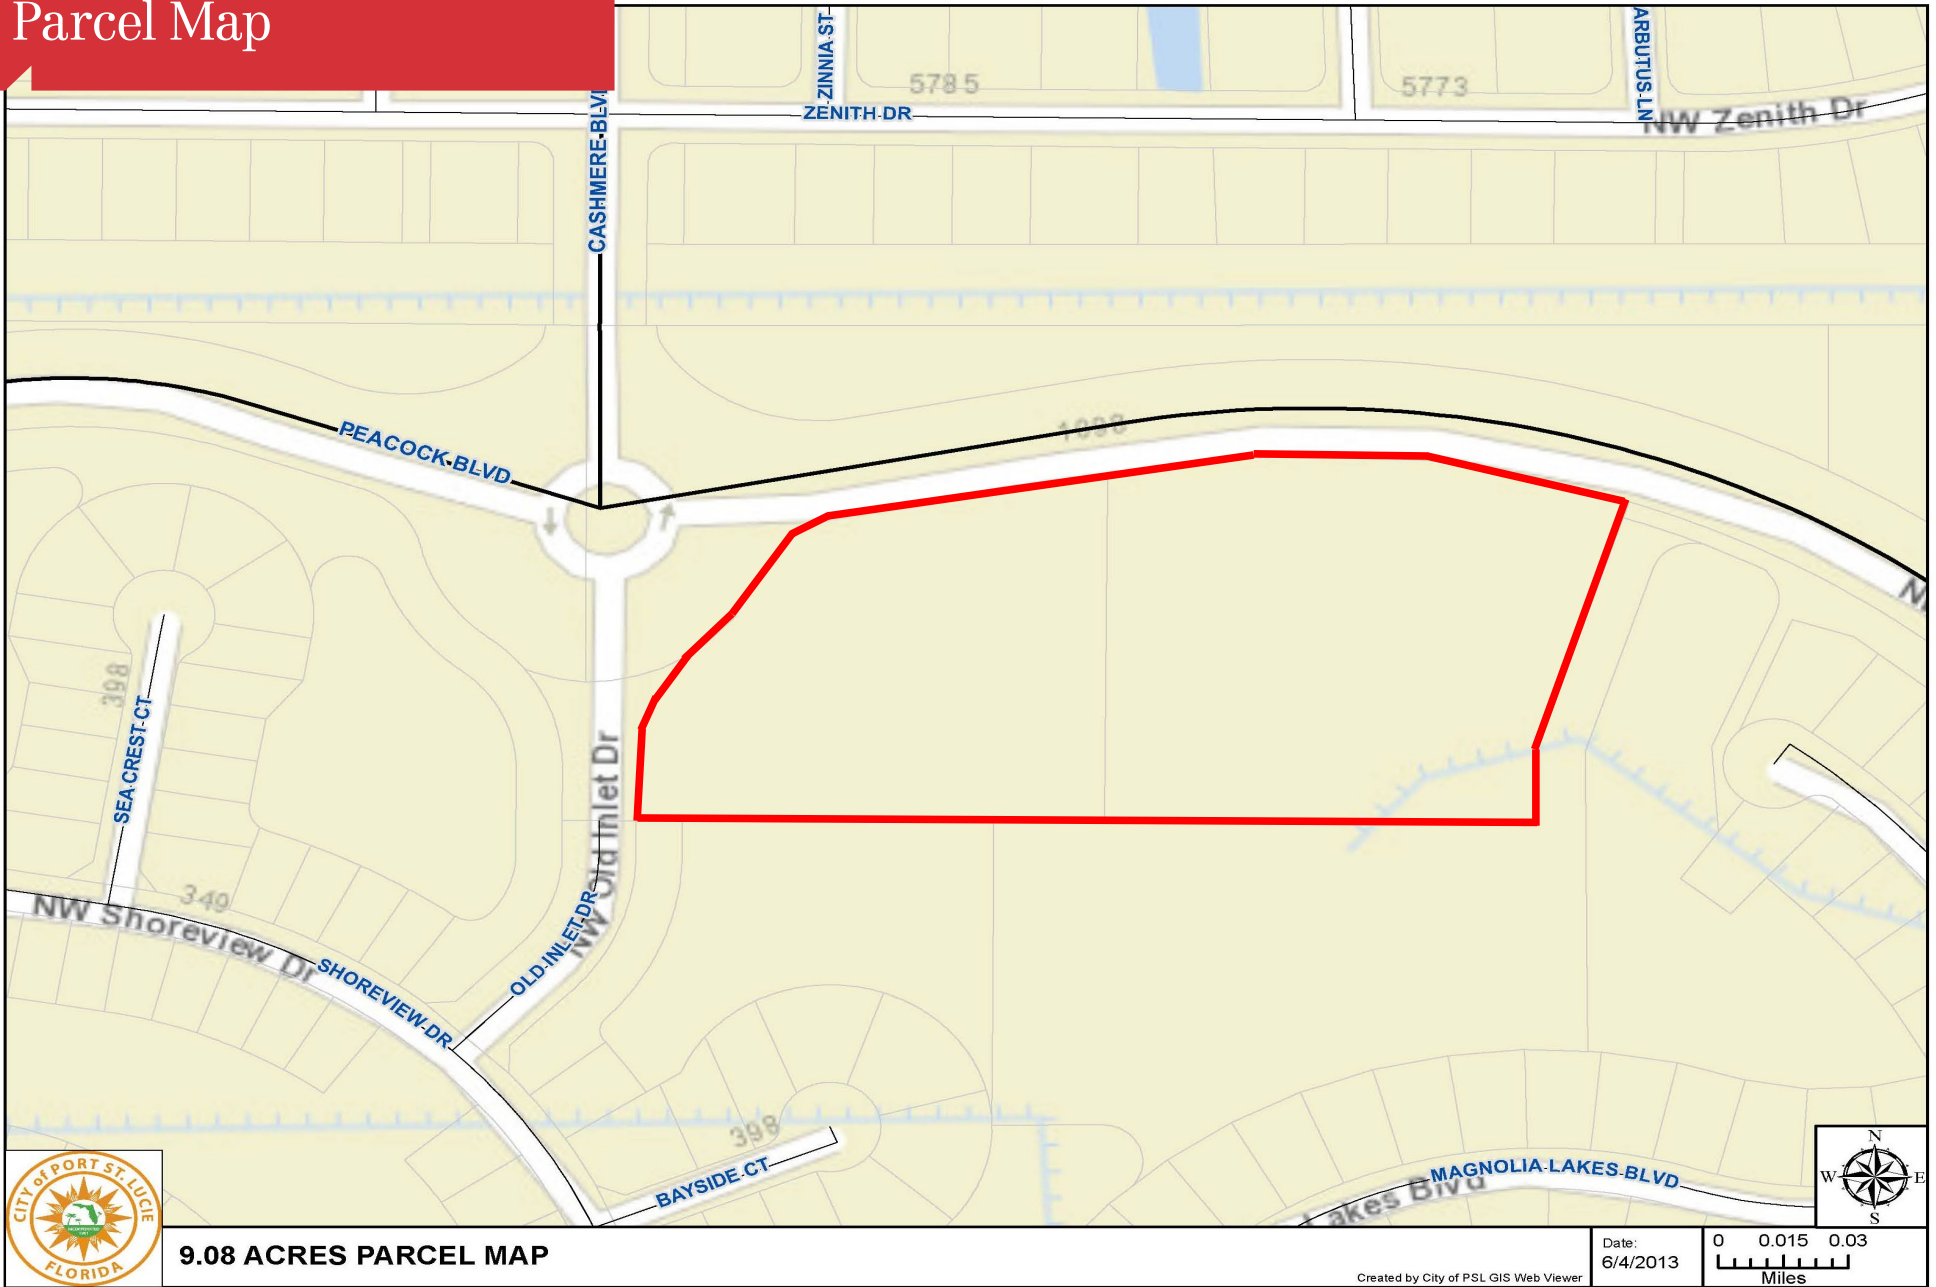 Parcel Map
ZINNIA ST
ARBUTUS LN
5785
5773
ZENITH DR
NW Zenith Dr
CASHMERE BLV
PEACOCK BLVD
1098
398
SEA CREST CT
NW Old Inlet Dr
OLD INLET DR
349
NW Shoreview Dr
SHOREVIEW DR
398
BAYSIDE CT
MAGNOLIA LAKES BLVD
Lakes Blvd
N
W
E
S
CITY of PORT ST. LUCIE
FLORIDA
9.08 ACRES PARCEL MAP
Created by City of PSL GIS Web Viewer
Date:
6/4/2013
0 0.015 0.03
Miles